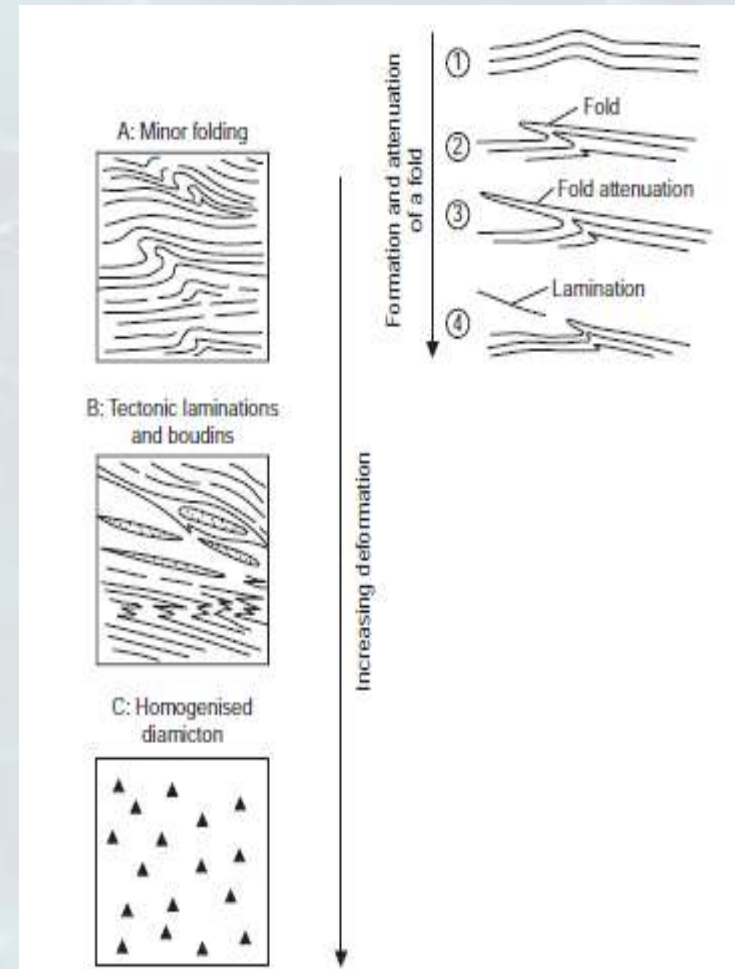 A: Minor folding
B: Tectonic laminations
and boudins
C: Homogenised
diamicton
Increasing deformation
Formation and attenuation
of a fold
1
Fold
2
Fold attenuation
3
Lamination
4